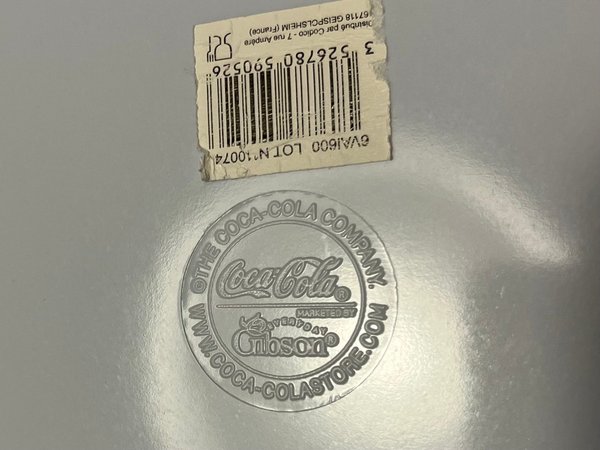 Distribué par Codico - 7 rue Ampère
67118 GEISPOLSHEIM (France)
3 526780 590526
6VAI600 LOT N°10074
©THE COCA-COLA COMPANY.
Coca-Cola®
MARKETED BY
EVERYDAY
Gibson®
WWW.COCA-COLASTORE.COM